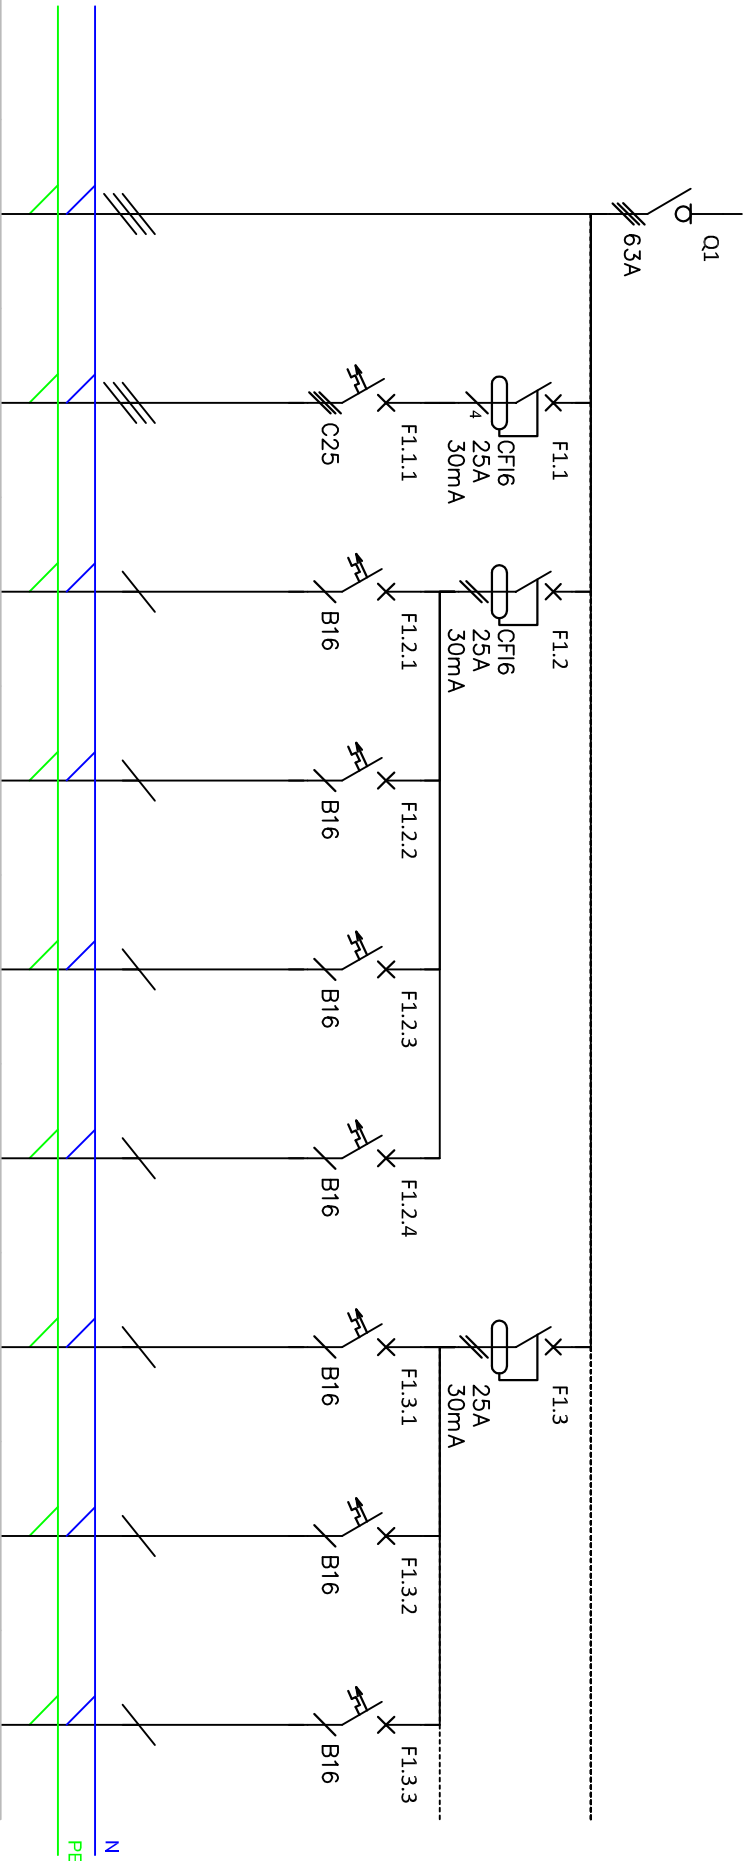 Q1
63A
F1.1
CFI6
25A
30mA
4
F1.1.1
C25
F1.2
CFI6
25A
30mA
F1.2.1
B16
F1.2.2
B16
F1.2.3
B16
F1.2.4
B16
F1.3
25A
30mA
F1.3.1
B16
F1.3.2
B16
F1.3.3
B16
N
PE